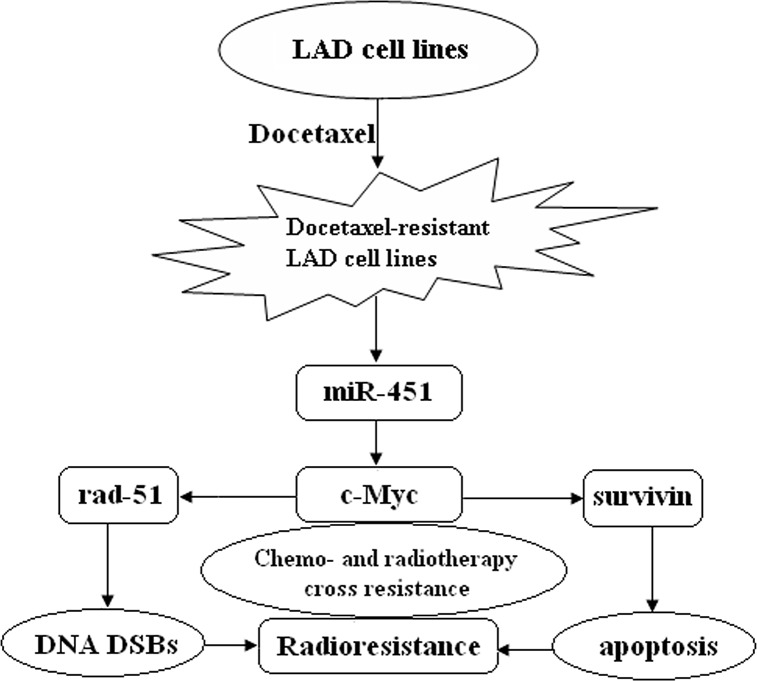 LAD cell lines
Docetaxel
Docetaxel-resistant
LAD cell lines
miR-451
rad-51
c-Myc
survivin
Chemo- and radiotherapy
cross resistance
DNA DSBs
Radioresistance
apoptosis